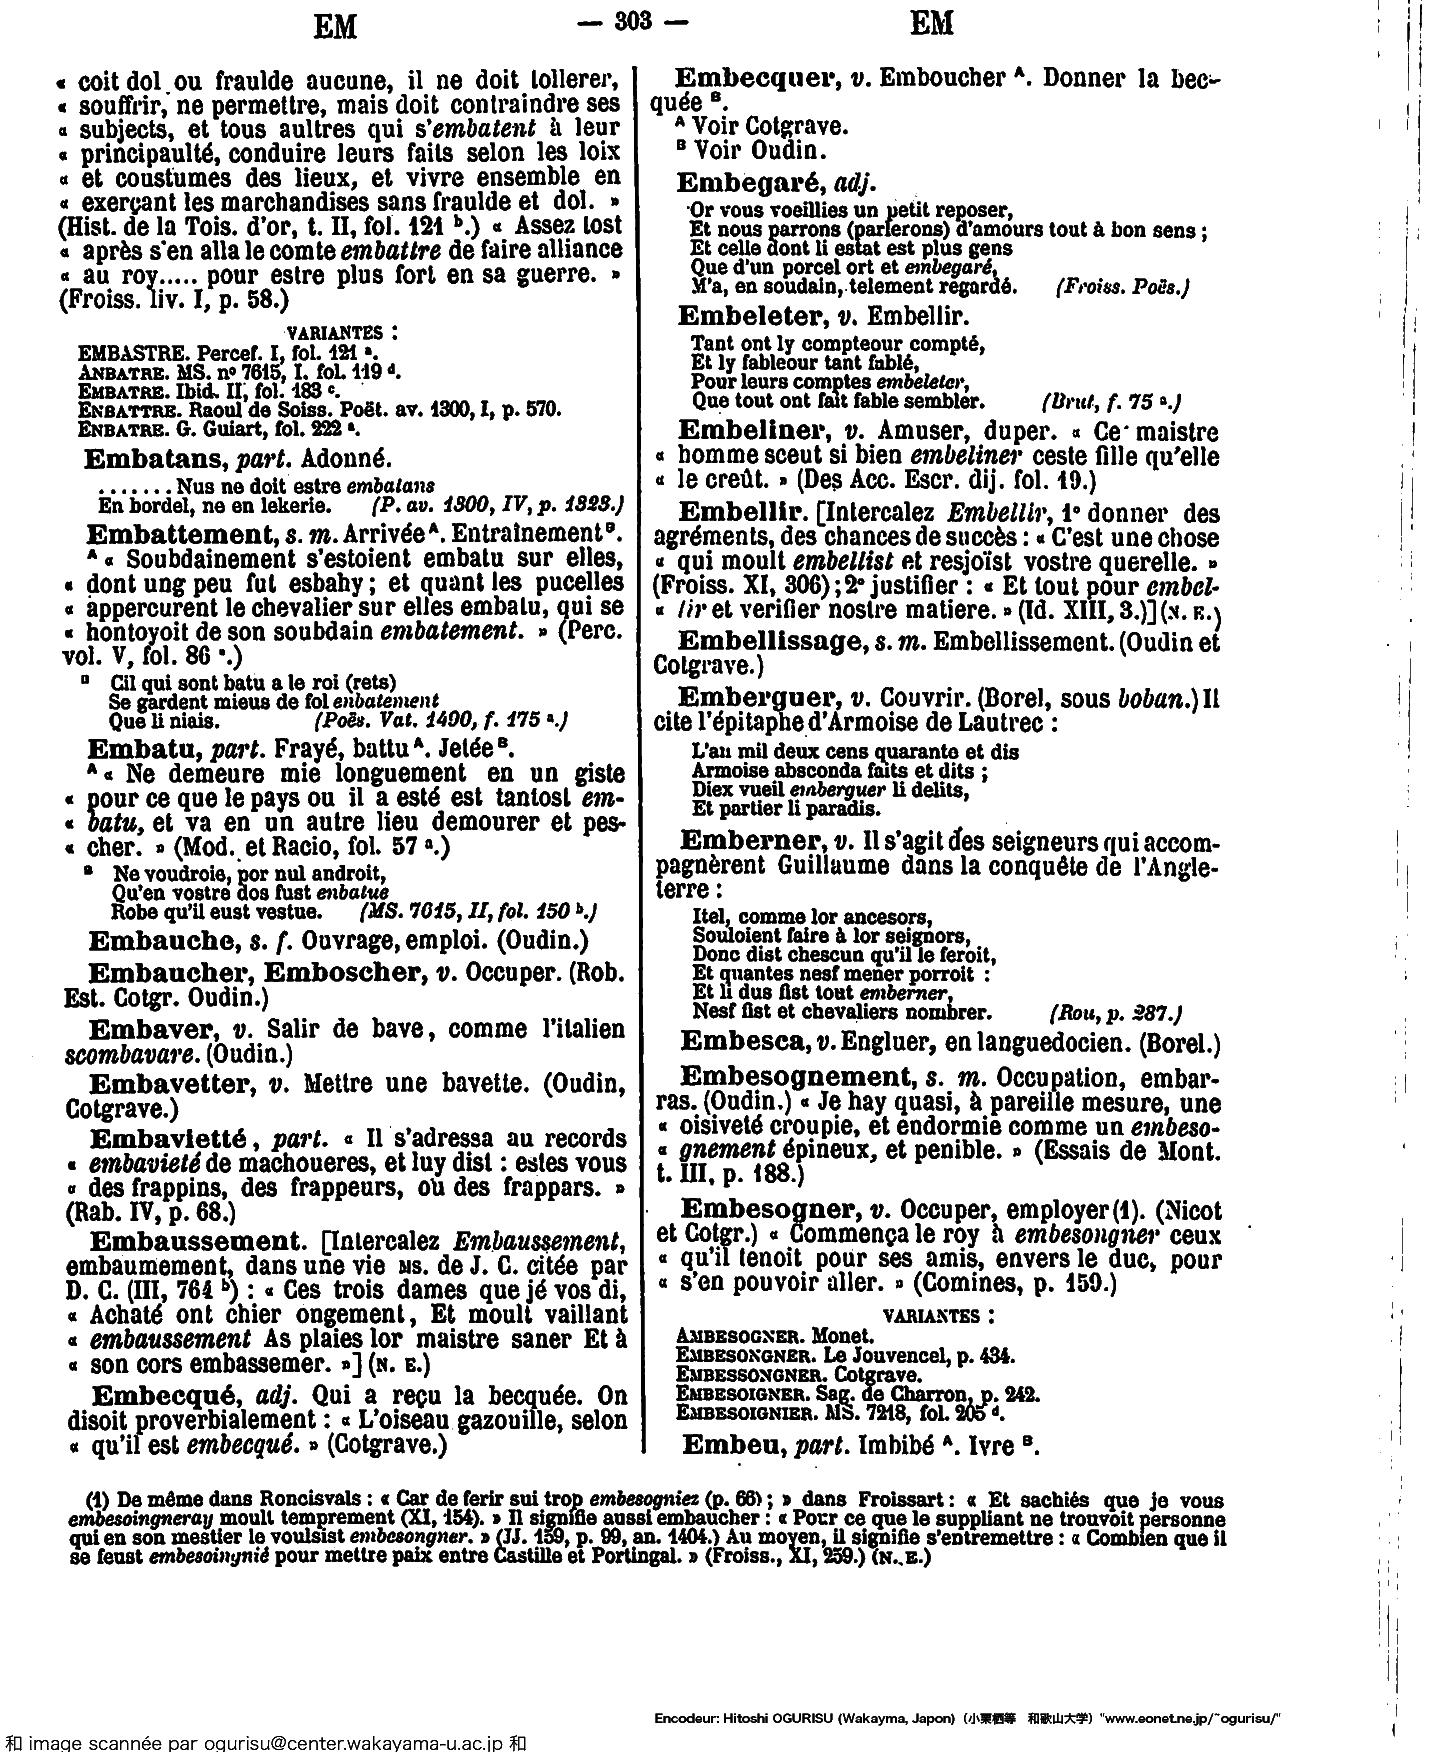 EM — 303 — EM
« coit dol ou fraulde aucune, il ne doit tollerer,
« souffrir, ne permettre, mais doit contraindre ses
« subjects, et tous aultres qui s'embatent à leur
« principaulté, conduire leurs faits selon les loix
« et coustumes des lieux, et vivre ensemble en
« exerçant les marchandises sans fraulde et dol. »
(Hist. de la Tois. d'or, t. II, fol. 121 b.) « Assez tost
« après s'en alla le comte embattre de faire alliance
« au roy..... pour estre plus fort en sa guerre. »
(Froiss. liv. I, p. 58.)
VARIANTES :
EMBASTRE. Percef. I, fol. 121 a.
ANBATRE. MS. nº 7615, I. fol. 119 d.
EMBATRE. Ibid. II, fol. 183 c.
ENBATTRE. Raoul de Soiss. Poët. av. 1300, I, p. 570.
ENBATRE. G. Guiart, fol. 222 a.
Embatans, part. Adonné.
.......Nus ne doit estre embatans
En bordel, ne en lekerie. (P. av. 1300, IV, p. 1323.)
Embattement, s. m. Arrivée A. Entrainement B.
A « Soubdainement s'estoient embatu sur elles,
« dont ung peu fut esbahy ; et quant les pucelles
« apperçurent le chevalier sur elles embatu, qui se
« hontoyoit de son soubdain embatement. » (Perc.
vol. V, fol. 86 a.)
B Cil qui sont batu a le roi (rets)
Se gardent mieus de fol enbatement
Que li niais. (Poës. Vat. 1490, f. 175 a.)
Embatu, part. Frayé, battu A. Jetée B.
A « Ne demeure mie longuement en un giste
« pour ce que le pays ou il a esté est tantost em-
« batu, et va en un autre lieu demourer et pes-
« cher. » (Mod. et Racio, fol. 57 a.)
B Ne voudroie, por nul androit,
Qu'en vostre dos fust enbatue
Robe qu'il eust vestue. (MS. 7615, II, fol. 150 b.)
Embauche, s. f. Ouvrage, emploi. (Oudin.)
Embaucher, Emboscher, v. Occuper. (Rob.
Est. Cotgr. Oudin.)
Embaver, v. Salir de bave, comme l'italien
scombavare. (Oudin.)
Embavetter, v. Mettre une bavette. (Oudin,
Cotgrave.)
Embavietté, part. « Il s'adressa au records
« embavieté de machoueres, et luy dist : estes vous
« des frappins, des frappeurs, ou des frappars. »
(Rab. IV, p. 68.)
Embaussement. [Intercalez Embaussement,
embaumement, dans une vie MS. de J. C. citée par
D. C. (III, 764 b) : « Ces trois dames que jé vos di,
« Achaté ont chier ongement, Et moult vaillant
« embaussement As plaies lor maistre saner Et à
« son cors embassemer. »] (N. E.)
Embecqué, adj. Qui a reçu la becquée. On
disoit proverbialement : « L'oiseau gazouille, selon
« qu'il est embecqué. » (Cotgrave.)
Embecquer, v. Emboucher A. Donner la bec-
quée B.
A Voir Cotgrave.
B Voir Oudin.
Embegaré, adj.
Or vous voeillies un petit reposer,
Et nous parrons (parlerons) d'amours tout à bon sens ;
Et celle dont li estat est plus gens
Que d'un porcel ort et embegaré,
M'a, en soudain, telement regardé. (Froiss. Poës.)
Embeleter, v. Embellir.
Tant ont ly compteour compté,
Et ly fableour tant fablé,
Pour leurs comptes embeleter,
Que tout ont fait fable sembler. (Brut, f. 75 a.)
Embeliner, v. Amuser, duper. « Ce maistre
« homme sceut si bien embeliner ceste fille qu'elle
« le creût. » (Des Acc. Escr. dij. fol. 19.)
Embellir. [Intercalez Embellir, 1º donner des
agréments, des chances de succès : « C'est une chose
« qui moult embellist et resjoïst vostre querelle. »
(Froiss. XI, 306) ; 2º justifier : « Et tout pour embel-
« lir et verifier nostre matiere. » (Id. XIII, 3.)] (N. E.)
Embellissage, s. m. Embellissement. (Oudin et
Cotgrave.)
Emberguer, v. Couvrir. (Borel, sous boban.) Il
cite l'épitaphe d'Armoise de Lautrec :
L'an mil deux cens quarante et dis
Armoise absconda faits et dits ;
Diex vueil emberguer li delits,
Et partier li paradis.
Emberner, v. Il s'agit des seigneurs qui accom-
pagnèrent Guillaume dans la conquête de l'Angle-
terre :
Itel, comme lor ancesors,
Souloient faire à lor seignors,
Donc dist chescun qu'il le feroit,
Et quantes nesf mener porroit :
Et li dus fist tout emberner,
Nesf fist et chevaliers nombrer. (Rou, p. 287.)
Embesca, v. Engluer, en languedocien. (Borel.)
Embesognement, s. m. Occupation, embar-
ras. (Oudin.) « Je hay quasi, à pareille mesure, une
« oisiveté croupie, et endormie comme un embeso-
« gnement épineux, et penible. » (Essais de Mont.
t. III, p. 188.)
Embesogner, v. Occuper, employer (1). (Nicot
et Cotgr.) « Commença le roy à embesongner ceux
« qu'il tenoit pour ses amis, envers le duc, pour
« s'en pouvoir aller. » (Comines, p. 159.)
VARIANTES :
AMBESOGNER. Monet.
EMBESONGNER. Le Jouvencel, p. 434.
EMBESSONGNER. Cotgrave.
EMBESOIGNER. Sag. de Charron, p. 242.
EMBESOIGNIER. MS. 7218, fol. 205 d.
Embeu, part. Imbibé A. Ivre B.
(1) De même dans Roncisvals : « Car de ferir sui trop embesogniez (p. 66) ; » dans Froissart : « Et sachiés que je vous
embesoingneray moult temprement (XI, 154). » Il signifie aussi embaucher : « Pour ce que le suppliant ne trouvoit personne
qui en son mestier le voulsist embesongner. » (JJ. 159, p. 99, an. 1404.) Au moyen, il signifie s'entremettre : « Combien que il
se feust embesoingnié pour mettre paix entre Castille et Portingal. » (Froiss., XI, 259.) (N. E.)
Encodeur: Hitoshi OGURISU (Wakayma, Japon) (小栗栖等 和歌山大学) "www.eonet.ne.jp/~ogurisu/"
和 image scannée par ogurisu@center.wakayama-u.ac.jp 和